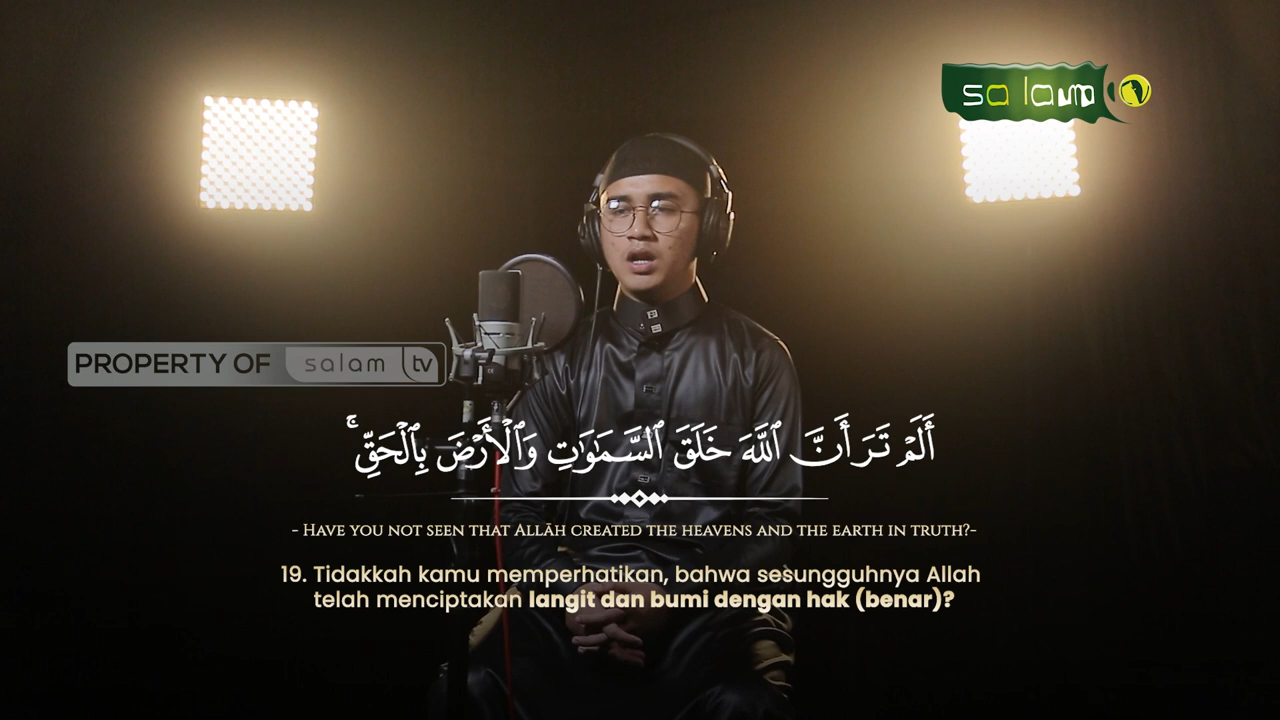 salam
PROPERTY OF salam tv
أَلَمْ تَرَ أَنَّ ٱللَّهَ خَلَقَ ٱلسَّمَٰوَٰتِ وَٱلْأَرْضَ بِٱلْحَقِّ ۚ
- Have you not seen that Allāh created the heavens and the earth in truth?-
19. Tidakkah kamu memperhatikan, bahwa sesungguhnya Allah
telah menciptakan langit dan bumi dengan hak (benar)?